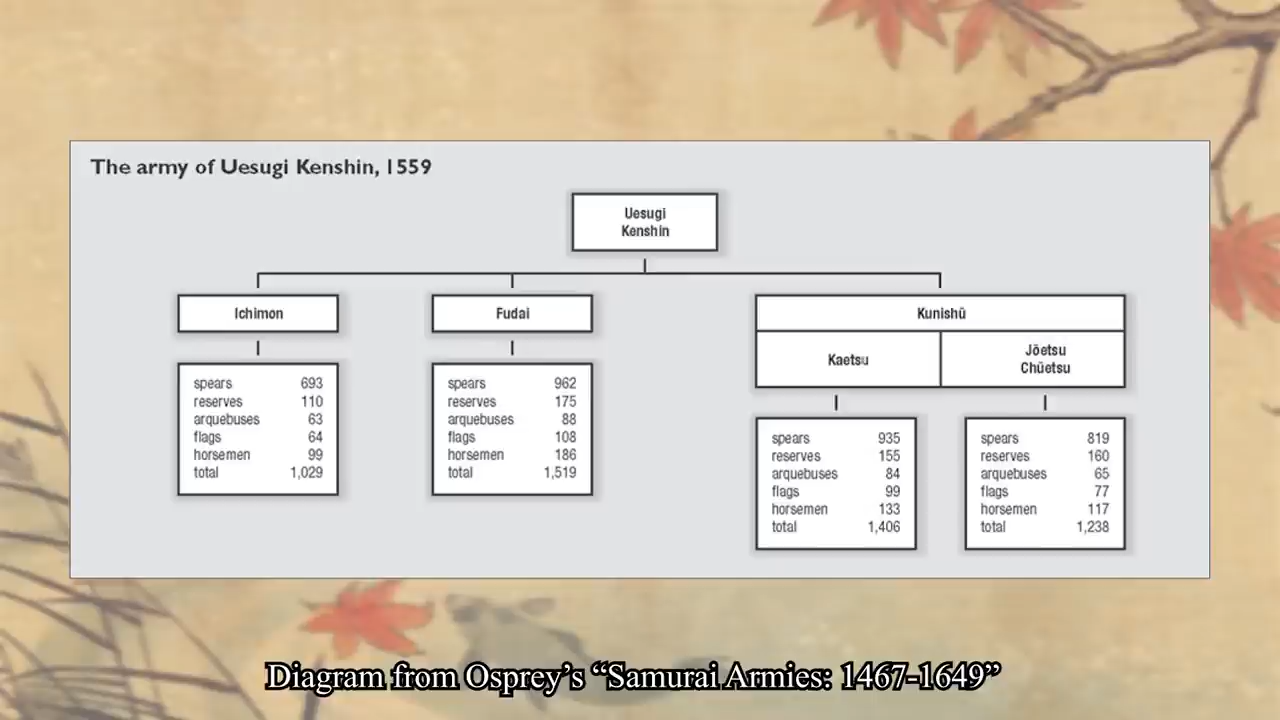 The army of Uesugi Kenshin, 1559
Uesugi
Kenshin
Ichimon
spears 693
reserves 110
arquebuses 63
flags 64
horsemen 99
total 1,029
Fudai
spears 962
reserves 175
arquebuses 88
flags 108
horsemen 186
total 1,519
Kunishū
Kaetsu
spears 935
reserves 155
arquebuses 84
flags 99
horsemen 133
total 1,406
Jōetsu
Chūetsu
spears 819
reserves 160
arquebuses 65
flags 77
horsemen 117
total 1,238
Diagram from Osprey’s “Samurai Armies: 1467-1649”